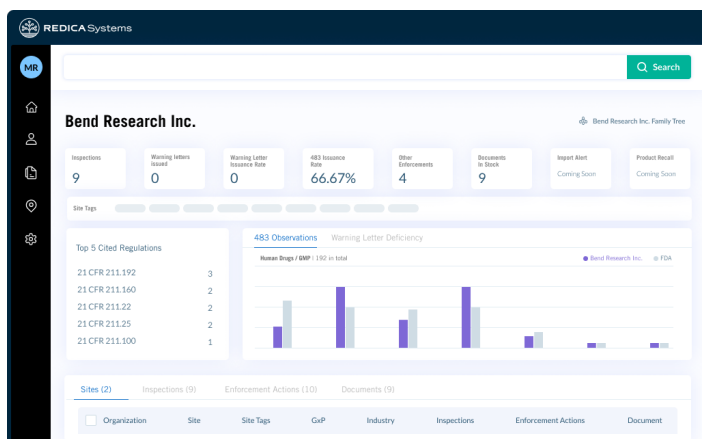 REDICA Systems
MR
Search
Bend Research Inc.
Bend Research Inc. Family Tree
Inspections
9
Warning letters
issued
0
Warning Letter
Issuance Rate
0
483 Issuance
Rate
66.67%
Other
Enforcements
4
Documents
In Stock
9
Import Alert
Coming Soon
Product Recall
Coming Soon
Site Tags
Top 5 Cited Regulations
21 CFR 211.192 3
21 CFR 211.160 2
21 CFR 211.22 2
21 CFR 211.25 2
21 CFR 211.100 1
483 Observations Warning Letter Deficiency
Human Drugs / GMP | 192 in total
Bend Research Inc. FDA
Sites (2) Inspections (9) Enforcement Actions (10) Documents (9)
Organization Site Site Tags GxP Industry Inspections Enforcement Actions Document